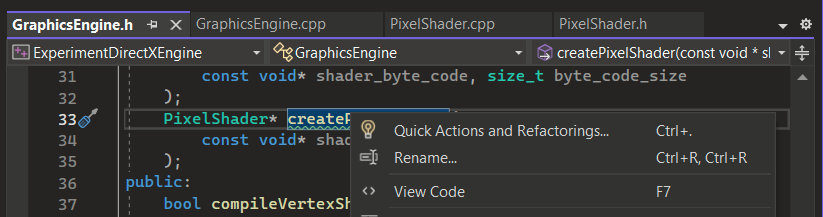 GraphicsEngine.h GraphicsEngine.cpp PixelShader.cpp PixelShader.h
ExperimentDirectXEngine GraphicsEngine createPixelShader(const void * sl
31 const void* shader_byte_code, size_t byte_code_size
32 );
33 PixelShader* createP
Quick Actions and Refactorings... Ctrl+.
34 const void* shad
Rename... Ctrl+R, Ctrl+R
35 );
36 public:
View Code F7
37 bool compileVertexSh